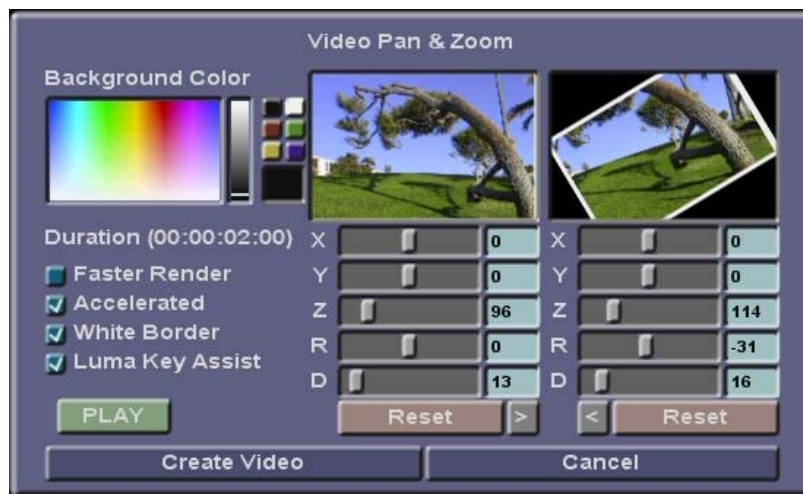 Video Pan & Zoom
Background Color
Duration (00:00:02:00)
Faster Render
Accelerated
White Border
Luma Key Assist
PLAY
X 0
Y 0
Z 96
R 0
D 13
Reset >
X 0
Y 0
Z 114
R -31
D 16
< Reset
Create Video
Cancel